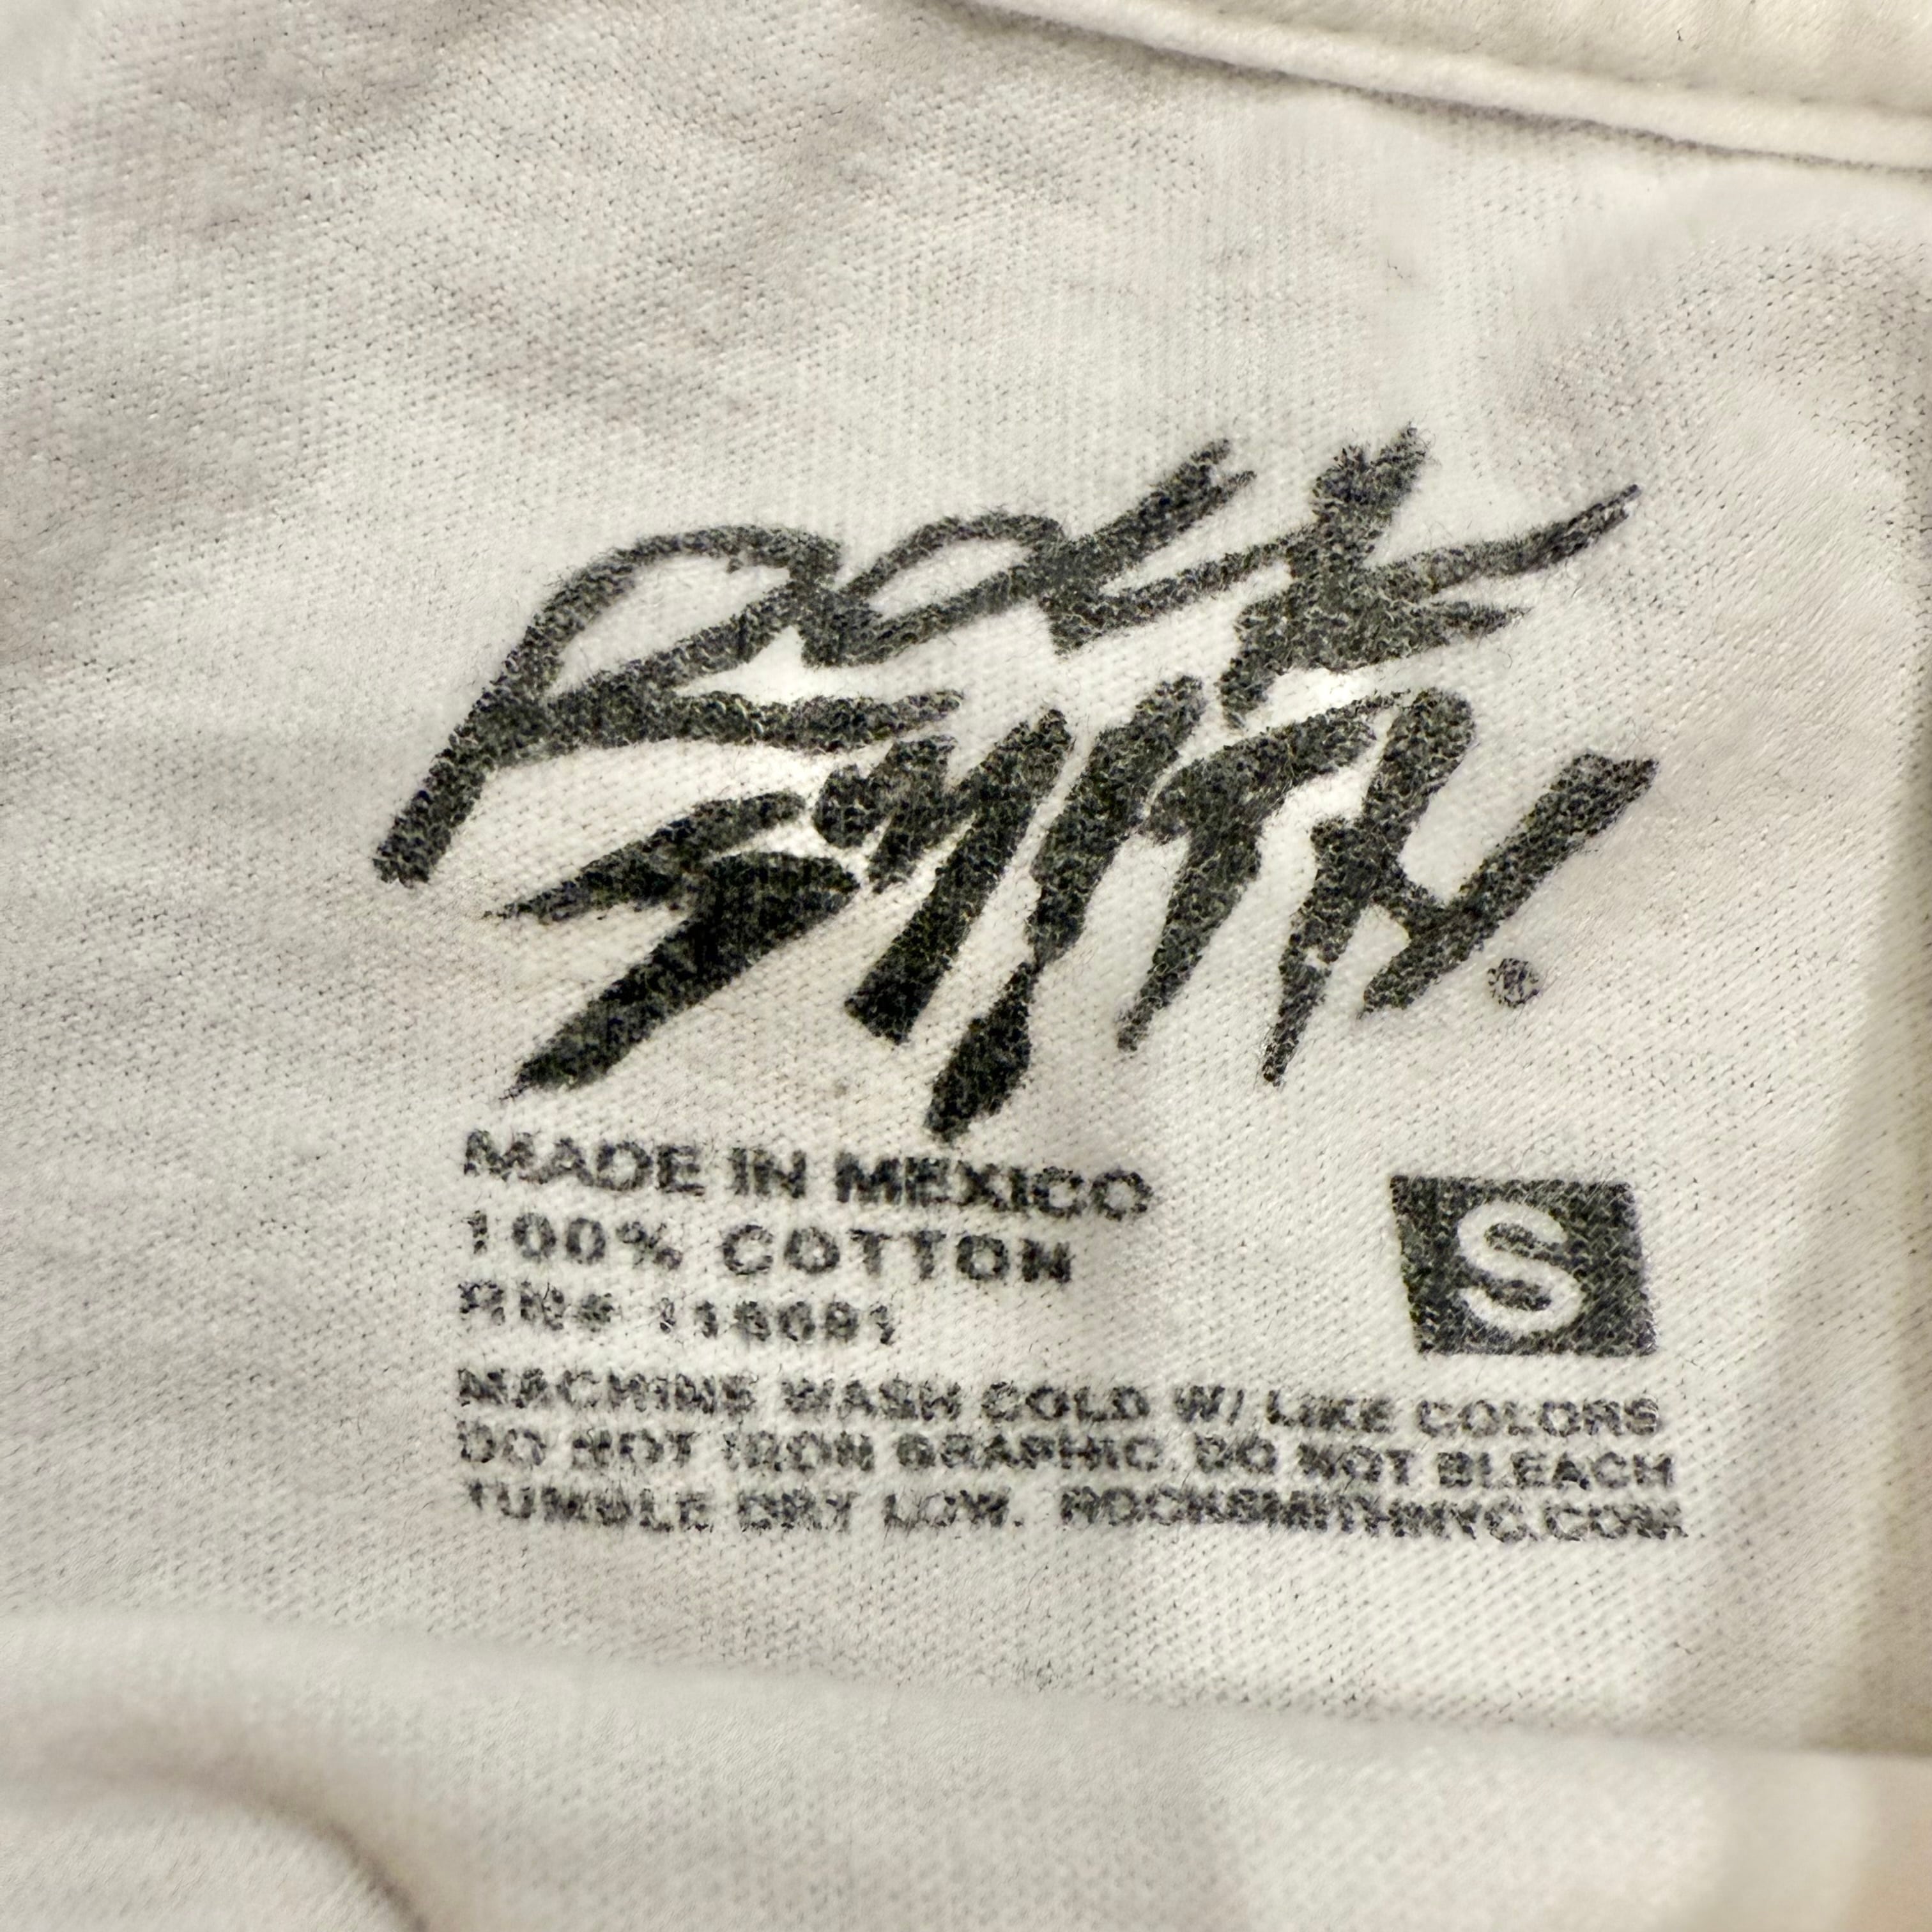 ROCK
SMITH®
MADE IN MEXICO
100% COTTON
S
RN#
MACHINE WASH COLD W/ LIKE COLORS
DO NOT IRON GRAPHIC. DO NOT BLEACH
TUMBLE DRY LOW. ROCKSMITHNYC.COM